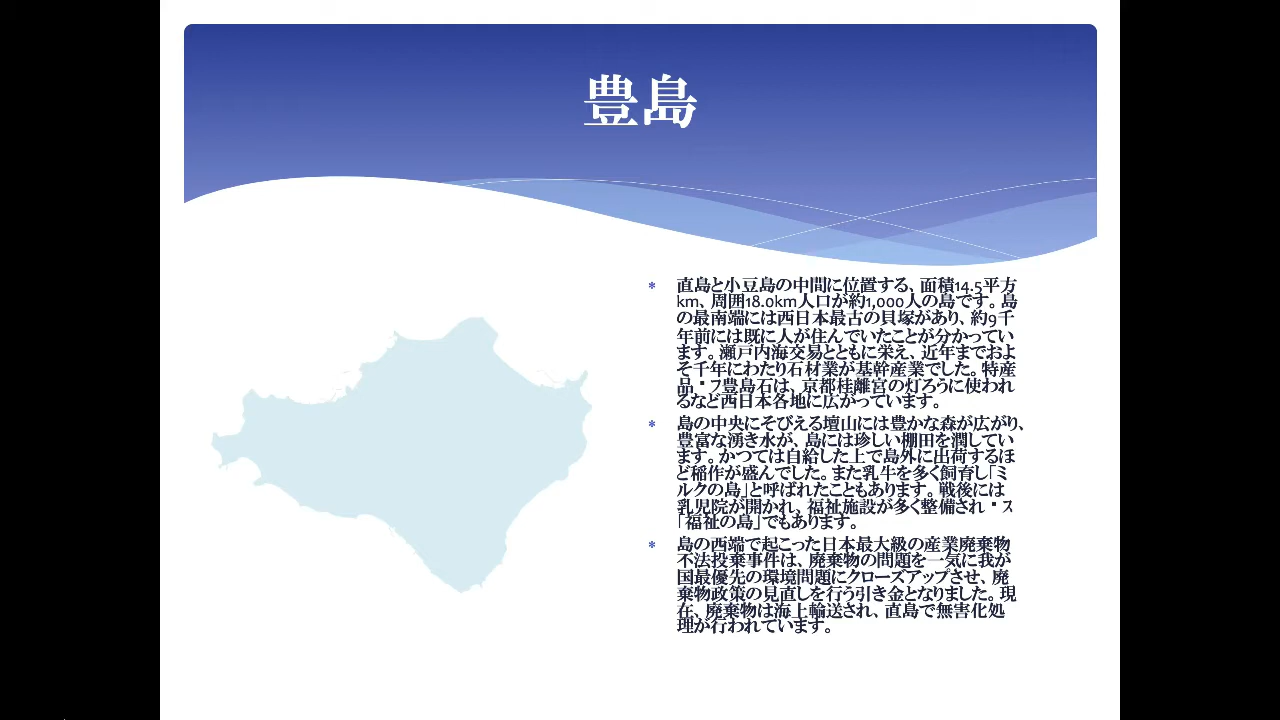 豊島
* 直島と小豆島の中間に位置する、面積14.5平方
km、周囲18.0km人口が約1,000人の島です。島
の最南端には西日本最古の貝塚があり、約9千
年前には既に人が住んでいたことが分かってい
ます。瀬戸内海交易とともに栄え、近年までおよ
そ千年にわたり石材業が基幹産業でした。特産
品・フ豊島石は、京都桂離宮の灯ろうに使われ
るなど西日本各地に広がっています。
* 島の中央にそびえる壇山には豊かな森が広がり、
豊富な湧き水が、島には珍しい棚田を潤してい
ます。かつては自給した上で島外に出荷するほ
ど稲作が盛んでした。また乳牛を多く飼育し「ミ
ルクの島」と呼ばれたこともあります。戦後には
乳児院が開かれ、福祉施設が多く整備され・ス
「福祉の島」でもあります。
* 島の西端で起こった日本最大級の産業廃棄物
不法投棄事件は、廃棄物の問題を一気に我が
国最優先の環境問題にクローズアップさせ、廃
棄物政策の見直しを行う引き金となりました。現
在、廃棄物は海上輸送され、直島で無害化処
理が行われています。